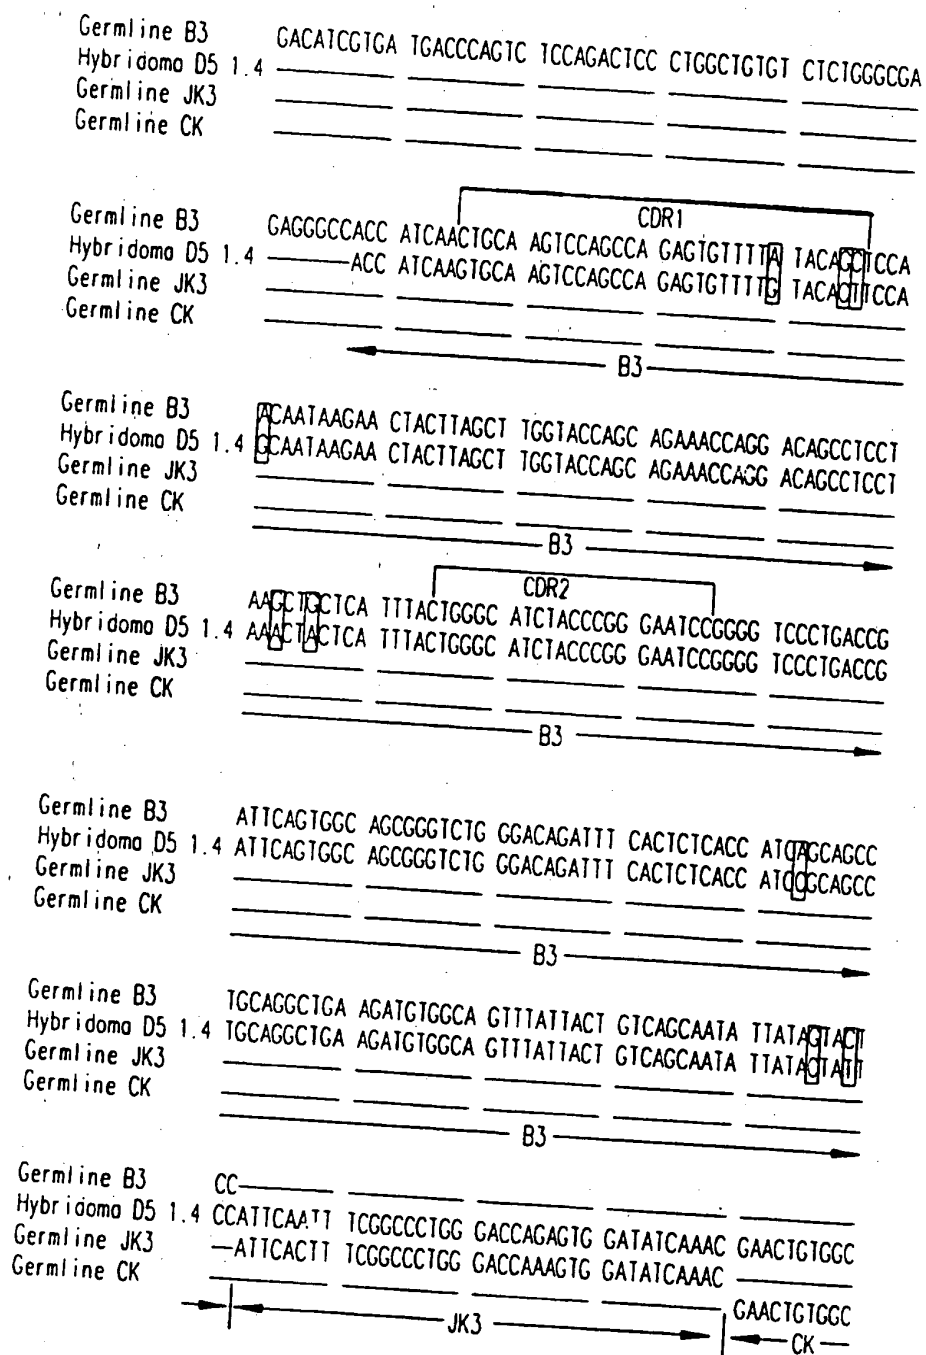 Germline B3 GACATCGTGA TGACCCAGTC TCCAGACTCC CTGGCTGTGT CTCTGGGCGA
Hybridoma D5 1.4
Germline JK3
Germline CK
CDR1
Germline B3 GAGGGCCACC ATCAACTGCA AGTCCAGCCA GAGTGTTTTA TACAGCTCCA
Hybridoma D5 1.4 ACC ATCAAGTGCA AGTCCAGCCA GAGTGTTTTG TACACTTCCA
Germline JK3
Germline CK
B3
Germline B3 ACAATAAGAA CTACTTAGCT TGGTACCAGC AGAAACCAGG ACAGCCTCCT
Hybridoma D5 1.4 GCAATAAGAA CTACTTAGCT TGGTACCAGC AGAAACCAGG ACAGCCTCCT
Germline JK3
Germline CK
B3
CDR2
Germline B3 AAGCTGCTCA TTTACTGGGC ATCTACCCGG GAATCCGGGG TCCCTGACCG
Hybridoma D5 1.4 AAACTACTCA TTTACTGGGC ATCTACCCGG GAATCCGGGG TCCCTGACCG
Germline JK3
Germline CK
B3
Germline B3 ATTCAGTGGC AGCGGGTCTG GGACAGATTT CACTCTCACC ATCAGCAGCC
Hybridoma D5 1.4 ATTCAGTGGC AGCGGGTCTG GGACAGATTT CACTCTCACC ATCCGCAGCC
Germline JK3
Germline CK
B3
Germline B3 TGCAGGCTGA AGATGTGGCA GTTTATTACT GTCAGCAATA TTATAGTACT
Hybridoma D5 1.4 TGCAGGCTGA AGATGTGGCA GTTTATTACT GTCAGCAATA TTATACTATT
Germline JK3
Germline CK
B3
Germline B3 CC
Hybridoma D5 1.4 CCATTCAATT TCGGCCCTGG GACCAGAGTG GATATCAAAC GAACTGTGGC
Germline JK3 ATTCACTT TCGGCCCTGG GACCAAAGTG GATATCAAAC
Germline CK GAACTGTGGC
JK3 CK